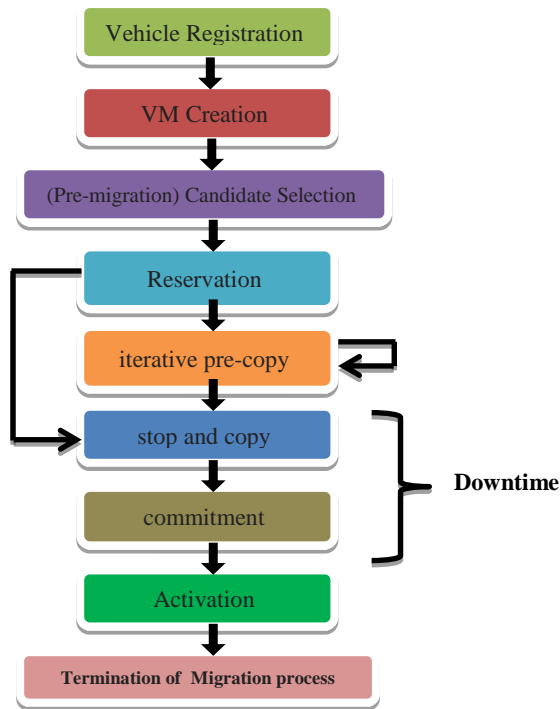 Vehicle Registration
VM Creation
(Pre-migration) Candidate Selection
Reservation
iterative pre-copy
stop and copy
Downtime
commitment
Activation
Termination of Migration process